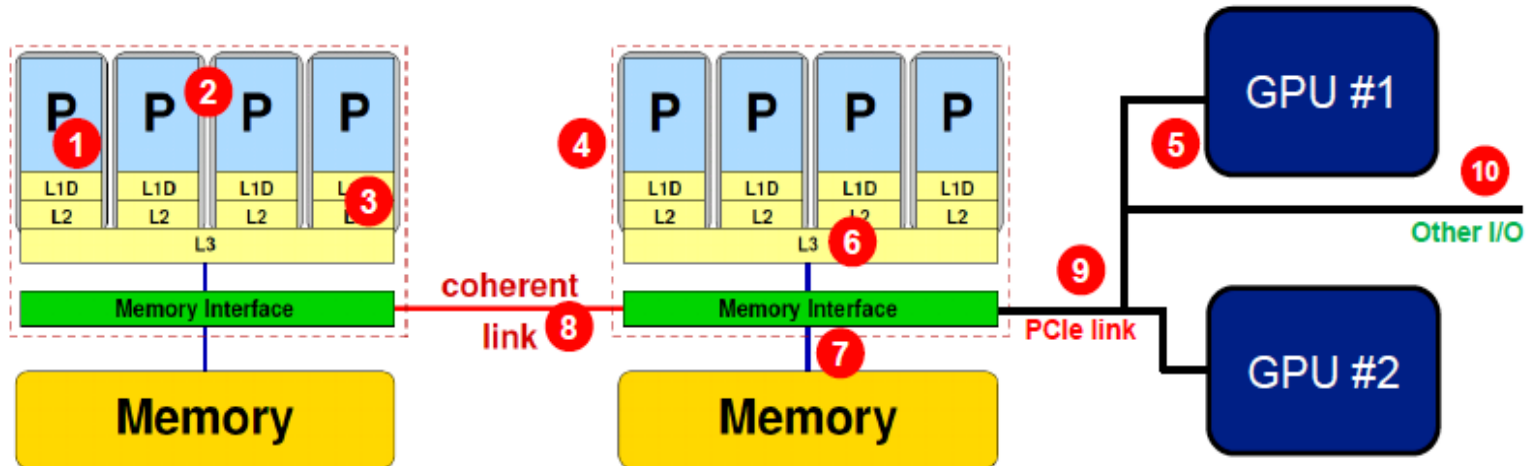 P P P P
1 2
L1D L1D L1D L
L2 L2 L2 L
3
L3
Memory Interface
Memory
coherent
link
8
4
P P P P
L1D L1D L1D L1D
L2 L2 L2 L2
L3
6
Memory Interface
7
Memory
9
PCIe link
5
GPU #1
10
Other I/O
GPU #2